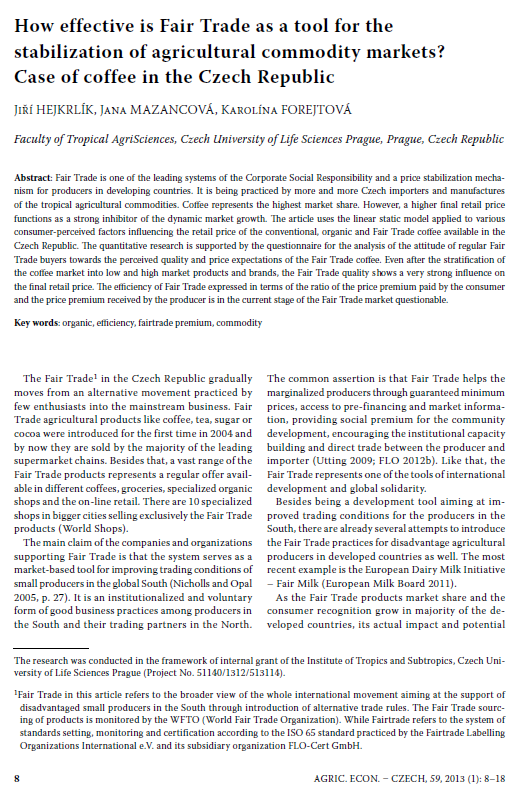 How effective is Fair Trade as a tool for the
stabilization of agricultural commodity markets?
Case of coffee in the Czech Republic
Jiří HEJKRLÍK, Jana MAZANCOVÁ, Karolína FOREJTOVÁ
Faculty of Tropical AgriSciences, Czech University of Life Sciences Prague, Prague, Czech Republic
Abstract: Fair Trade is one of the leading systems of the Corporate Social Responsibility and a price stabilization mecha-
nism for producers in developing countries. It is being practiced by more and more Czech importers and manufactures
of the tropical agricultural commodities. Coffee represents the highest market share. However, a higher final retail price
functions as a strong inhibitor of the dynamic market growth. The article uses the linear static model applied to various
consumer-perceived factors influencing the retail price of the conventional, organic and Fair Trade coffee available in the
Czech Republic. The quantitative research is supported by the questionnaire for the analysis of the attitude of regular Fair
Trade buyers towards the perceived quality and price expectations of the Fair Trade coffee. Even after the stratification of
the coffee market into low and high market products and brands, the Fair Trade quality shows a very strong influence on
the final retail price. The efficiency of Fair Trade expressed in terms of the ratio of the price premium paid by the consumer
and the price premium received by the producer is in the current stage of the Fair Trade market questionable.
Key words: organic, efficiency, fairtrade premium, commodity
The Fair Trade¹ in the Czech Republic gradually
moves from an alternative movement practiced by
few enthusiasts into the mainstream business. Fair
Trade agricultural products like coffee, tea, sugar or
cocoa were introduced for the first time in 2004 and
by now they are sold by the majority of the leading
supermarket chains. Besides that, a vast range of the
Fair Trade products represents a regular offer avail-
able in different coffees, groceries, specialized organic
shops and the on-line retail. There are 10 specialized
shops in bigger cities selling exclusively the Fair Trade
products (World Shops).
The main claim of the companies and organizations
supporting Fair Trade is that the system serves as a
market-based tool for improving trading conditions of
small producers in the global South (Nicholls and Opal
2005, p. 27). It is an institutionalized and voluntary
form of good business practices among producers in
the South and their trading partners in the North.
The common assertion is that Fair Trade helps the
marginalized producers through guaranteed minimum
prices, access to pre-financing and market informa-
tion, providing social premium for the community
development, encouraging the institutional capacity
building and direct trade between the producer and
importer (Utting 2009; FLO 2012b). Like that, the
Fair Trade represents one of the tools of international
development and global solidarity.
Besides being a development tool aiming at im-
proved trading conditions for the producers in the
South, there are already several attempts to introduce
the Fair Trade practices for disadvantage agricultural
producers in developed countries as well. The most
recent example is the European Dairy Milk Initiative
– Fair Milk (European Milk Board 2011).
As the Fair Trade products market share and the
consumer recognition grow in majority of the de-
veloped countries, its actual impact and potential
The research was conducted in the framework of internal grant of the Institute of Tropics and Subtropics, Czech Uni-
versity of Life Sciences Prague (Project No. 51140/1312/513114).
¹Fair Trade in this article refers to the broader view of the whole international movement aiming at the support of
disadvantaged small producers in the South through introduction of alternative trade rules. The Fair Trade sourc-
ing of products is monitored by the WFTO (World Fair Trade Organization). While Fairtrade refers to the system of
standards setting, monitoring and certification according to the ISO 65 standard practiced by the Fairtrade Labelling
Organizations International e.V. and its subsidiary organization FLO-Cert GmbH.
8 AGRIC. ECON. – CZECH, 59, 2013 (1): 8–18